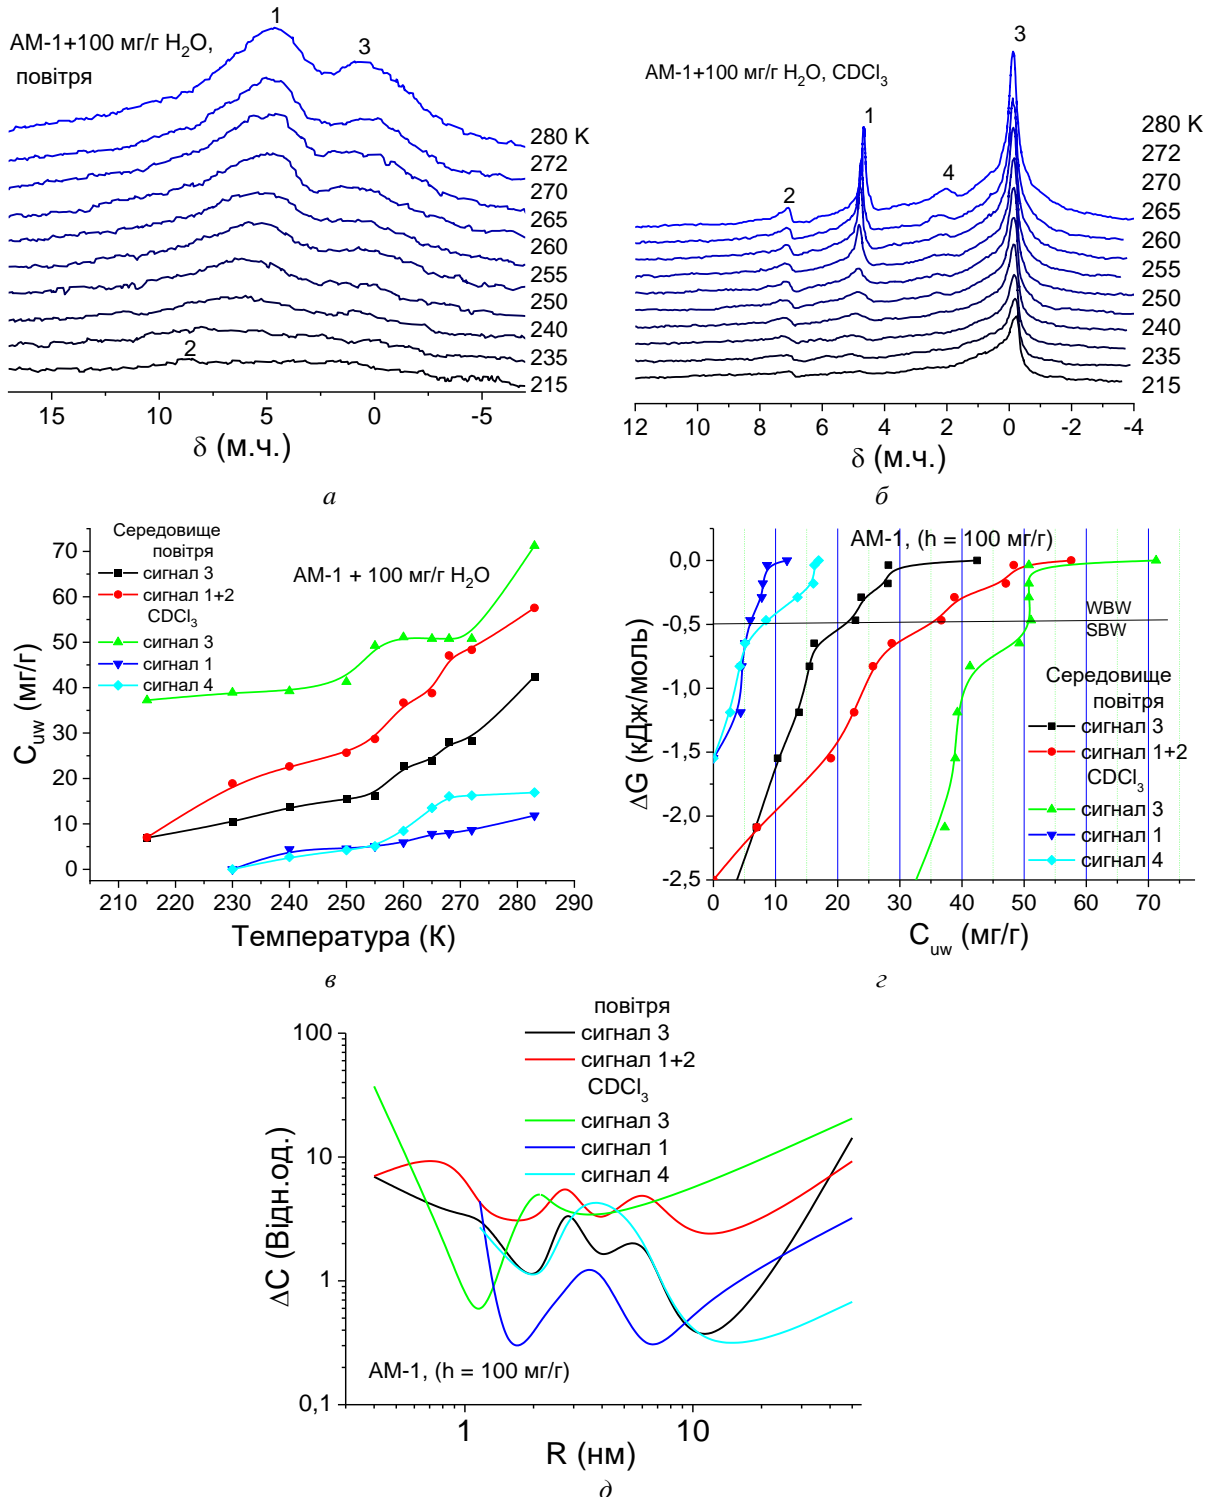 AM-1+100 мг/г H₂O,
повітря
1
3
2
280 K
272
270
265
260
255
250
240
235
215
15
10
5
0
-5
δ (м.ч.)
а
AM-1+100 мг/г H₂O, CDCl₃
3
1
4
2
280 K
272
270
265
260
255
250
240
235
215
12
10
8
6
4
2
0
-2
-4
δ (м.ч.)
б
Середовище
повітря
сигнал 3
сигнал 1+2
CDCl₃
сигнал 3
сигнал 1
сигнал 4
AM-1 + 100 мг/г H₂O
70
60
50
40
30
20
10
0
C_uw (мг/г)
210
220
230
240
250
260
270
280
290
Температура (К)
в
AM-1, (h = 100 мг/г)
0,0
-0,5
-1,0
-1,5
-2,0
-2,5
ΔG (кДж/моль)
WBW
SBW
Середовище
повітря
сигнал 3
сигнал 1+2
CDCl₃
сигнал 3
сигнал 1
сигнал 4
0
10
20
30
40
50
60
70
C_uw (мг/г)
г
повітря
сигнал 3
сигнал 1+2
CDCl₃
сигнал 3
сигнал 1
сигнал 4
100
10
1
0,1
ΔC (Відн.од.)
AM-1, (h = 100 мг/г)
1
10
R (нм)
д